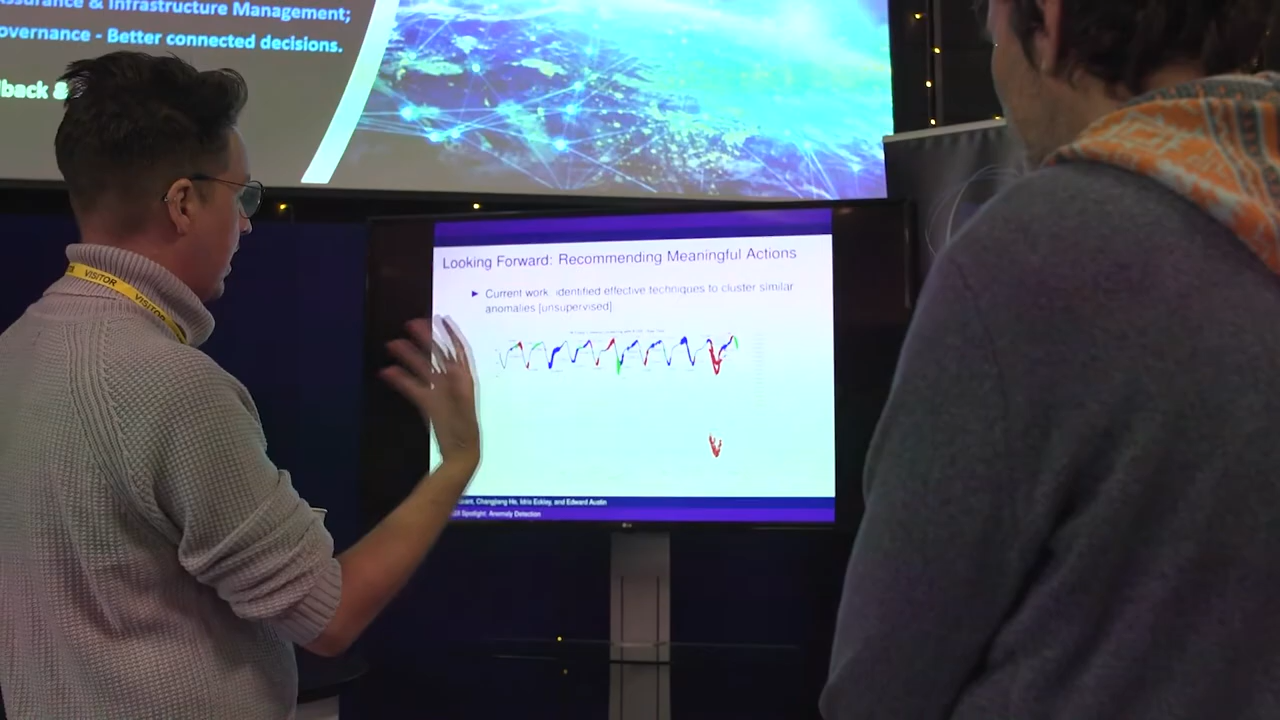 Assurance & Infrastructure Management;
Governance - Better connected decisions.
VISITOR
VISITOR
Looking Forward: Recommending Meaningful Actions
► Current work: identified effective techniques to cluster similar
anomalies [unsupervised]
Changjiang He, Idris Eckley, and Edward Austin
Spotlight: Anomaly Detection
LG